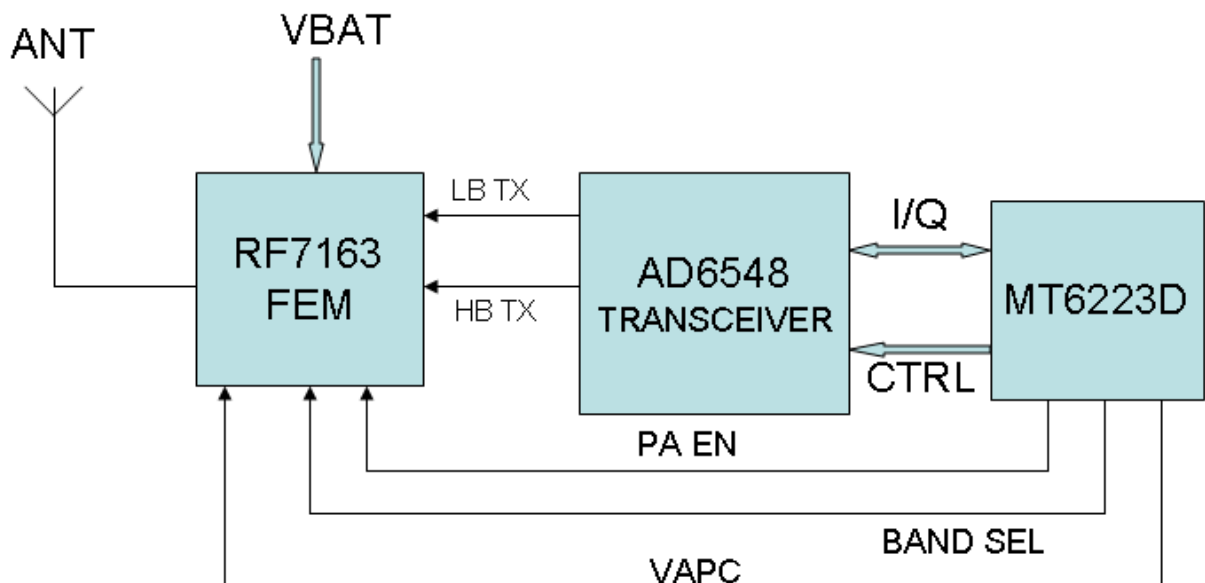 ANT
VBAT
LB TX
HB TX
RF7163
FEM
AD6548
TRANSCEIVER
I/Q
CTRL
MT6223D
PA EN
BAND SEL
VAPC